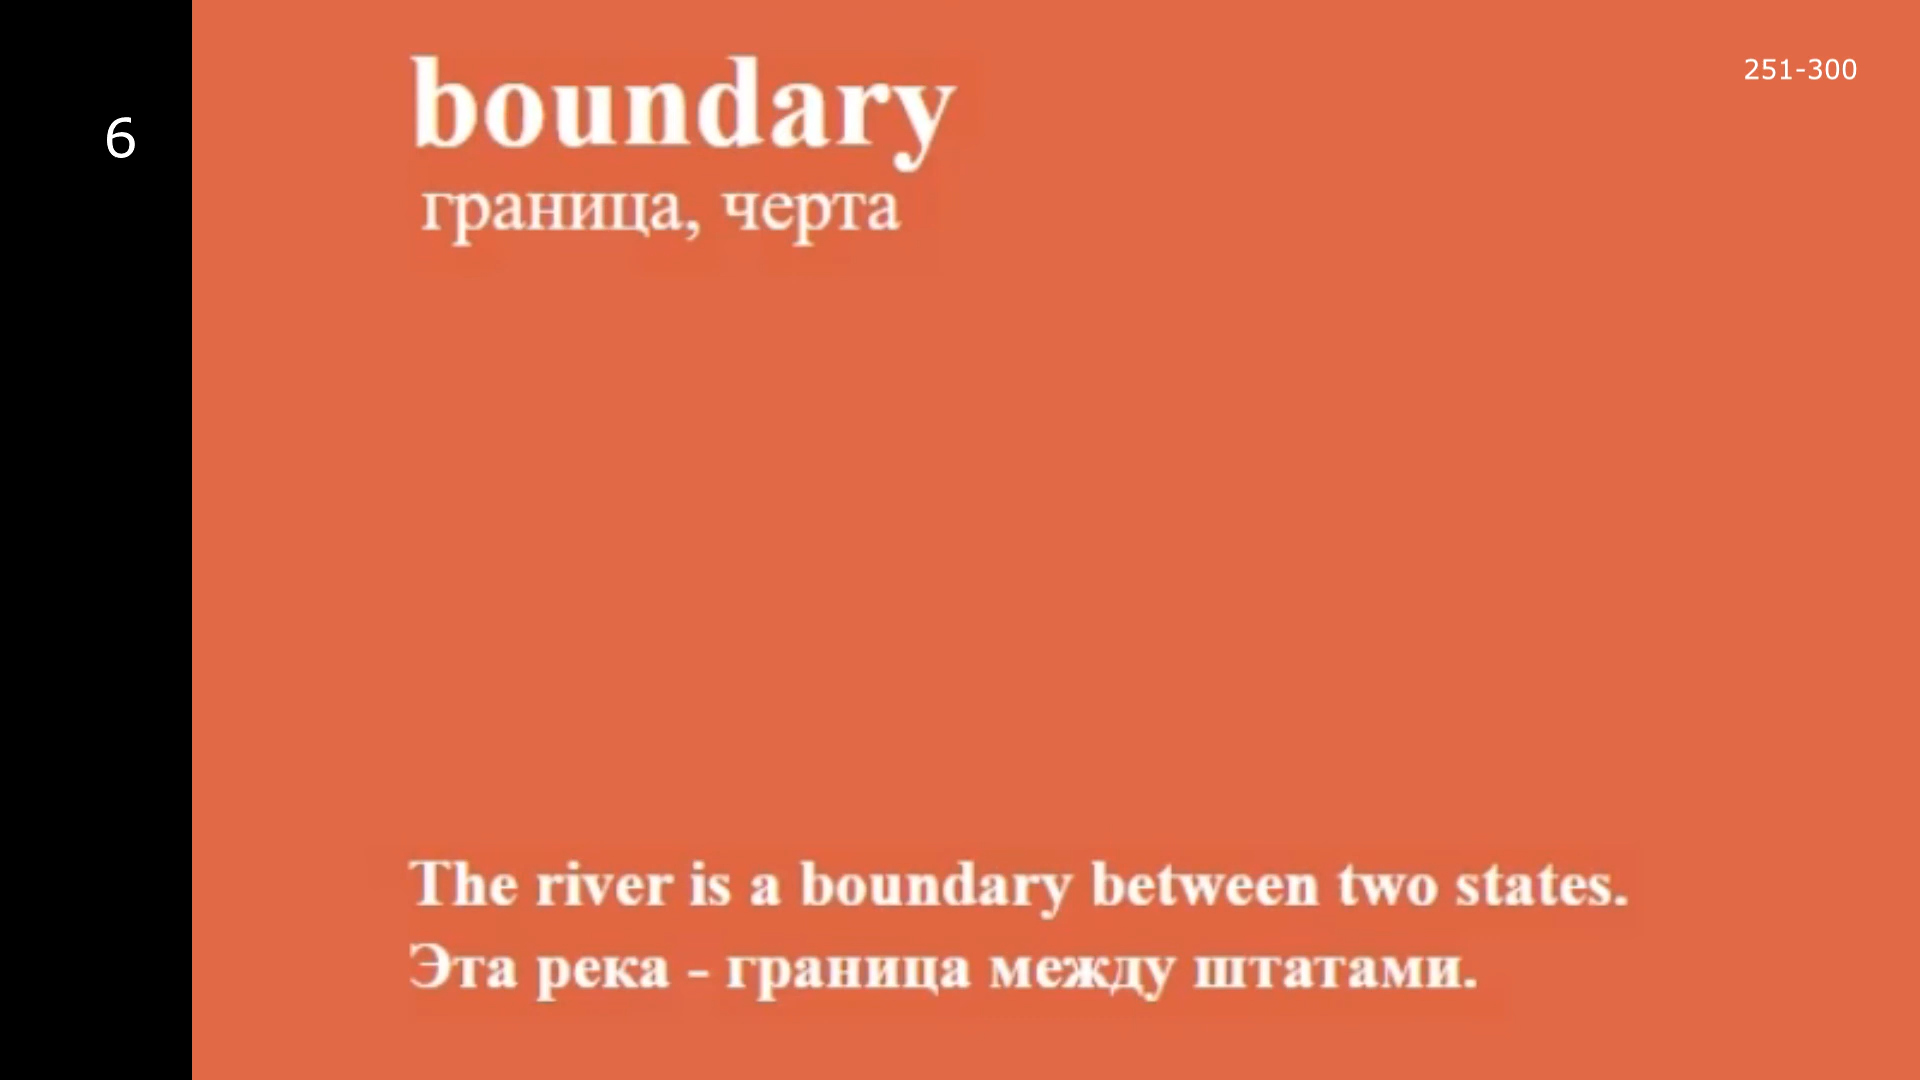 6
boundary
251-300
граница, черта
The river is a boundary between two states.
Эта река - граница между штатами.